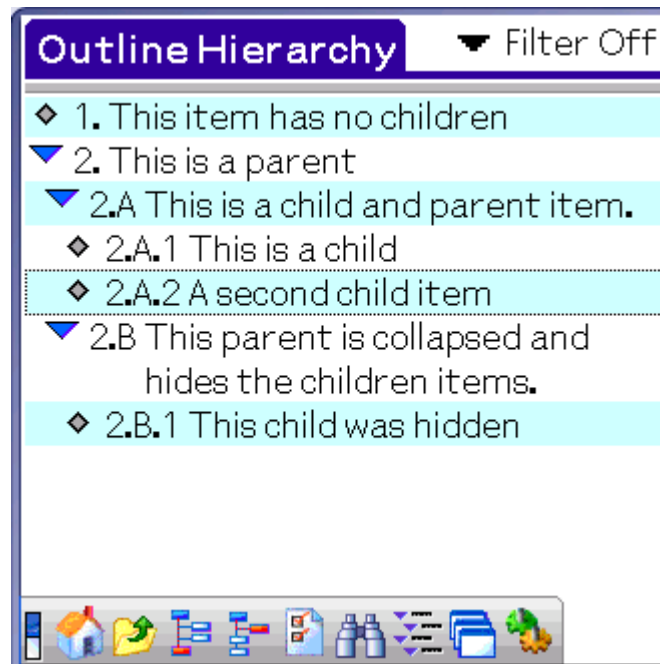 Outline Hierarchy
Filter Off
1. This item has no children
2. This is a parent
2.A This is a child and parent item.
2.A.1 This is a child
2.A.2 A second child item
2.B This parent is collapsed and
hides the children items.
2.B.1 This child was hidden